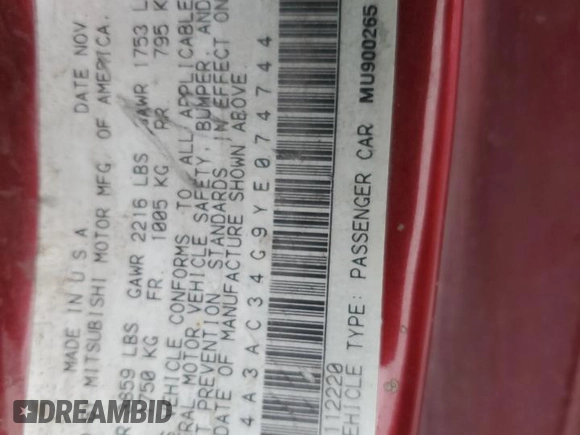 MADE IN U S A DATE NOV.
MITSUBISHI MOTOR MFG. OF AMERICA.
859 LBS GAWR 2216 LBS GAWR 1753 L
750 KG FR 1005 KG RR 795 K
VEHICLE CONFORMS TO ALL APPLICABLE
RAL MOTOR VEHICLE SAFETY, BUMPER, AND
T PREVENTION STANDARDS IN EFFECT ON
DATE OF MANUFACTURE SHOWN ABOVE
4A3AC34G9YE074744
112220
EHICLE TYPE: PASSENGER CAR MU900265
DREAMBID